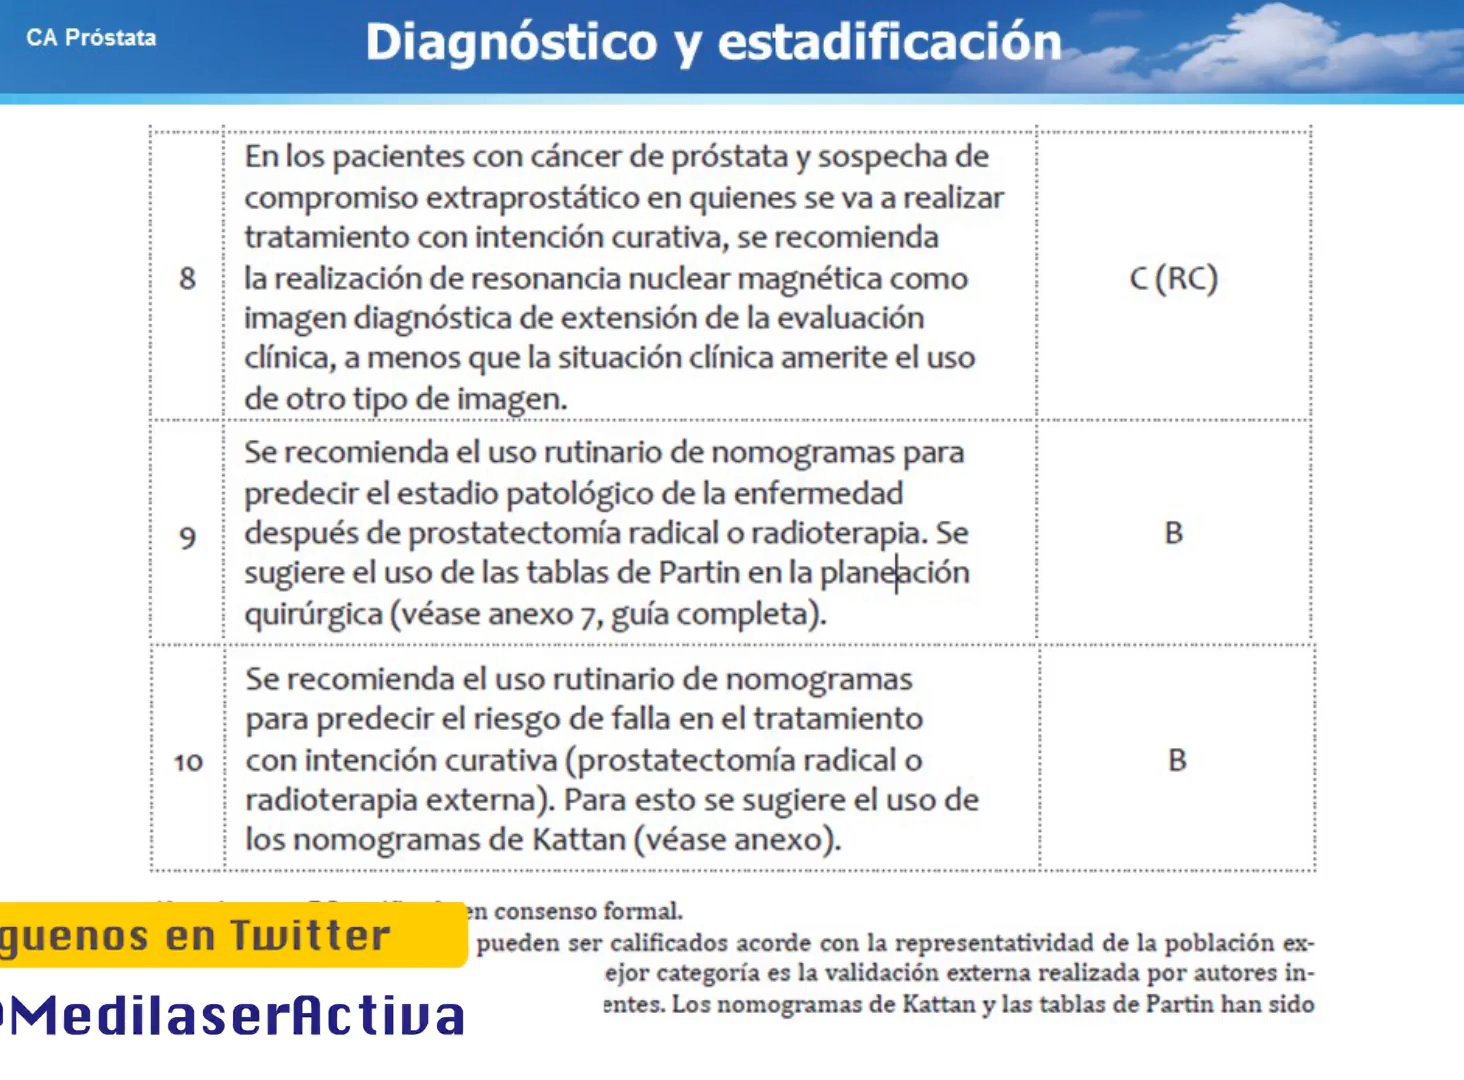 CA Próstata
Diagnóstico y estadificación
En los pacientes con cáncer de próstata y sospecha de
compromiso extraprostático en quienes se va a realizar
tratamiento con intención curativa, se recomienda
8 la realización de resonancia nuclear magnética como C (RC)
imagen diagnóstica de extensión de la evaluación
clínica, a menos que la situación clínica amerite el uso
de otro tipo de imagen.
Se recomienda el uso rutinario de nomogramas para
predecir el estadio patológico de la enfermedad
9 después de prostatectomía radical o radioterapia. Se B
sugiere el uso de las tablas de Partin en la planeación
quirúrgica (véase anexo 7, guía completa).
Se recomienda el uso rutinario de nomogramas
para predecir el riesgo de falla en el tratamiento
10 con intención curativa (prostatectomía radical o B
radioterapia externa). Para esto se sugiere el uso de
los nomogramas de Kattan (véase anexo).
en consenso formal.
pueden ser calificados acorde con la representatividad de la población ex-
ejor categoría es la validación externa realizada por autores in-
entes. Los nomogramas de Kattan y las tablas de Partin han sido
guenos en Twitter
@MedilaserActiva